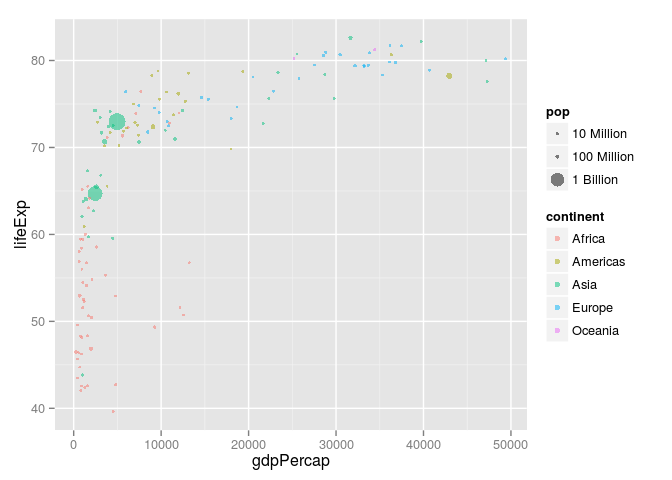 80
70
60
50
40
lifeExp
0 10000 20000 30000 40000 50000
gdpPercap
pop
10 Million
100 Million
1 Billion
continent
Africa
Americas
Asia
Europe
Oceania